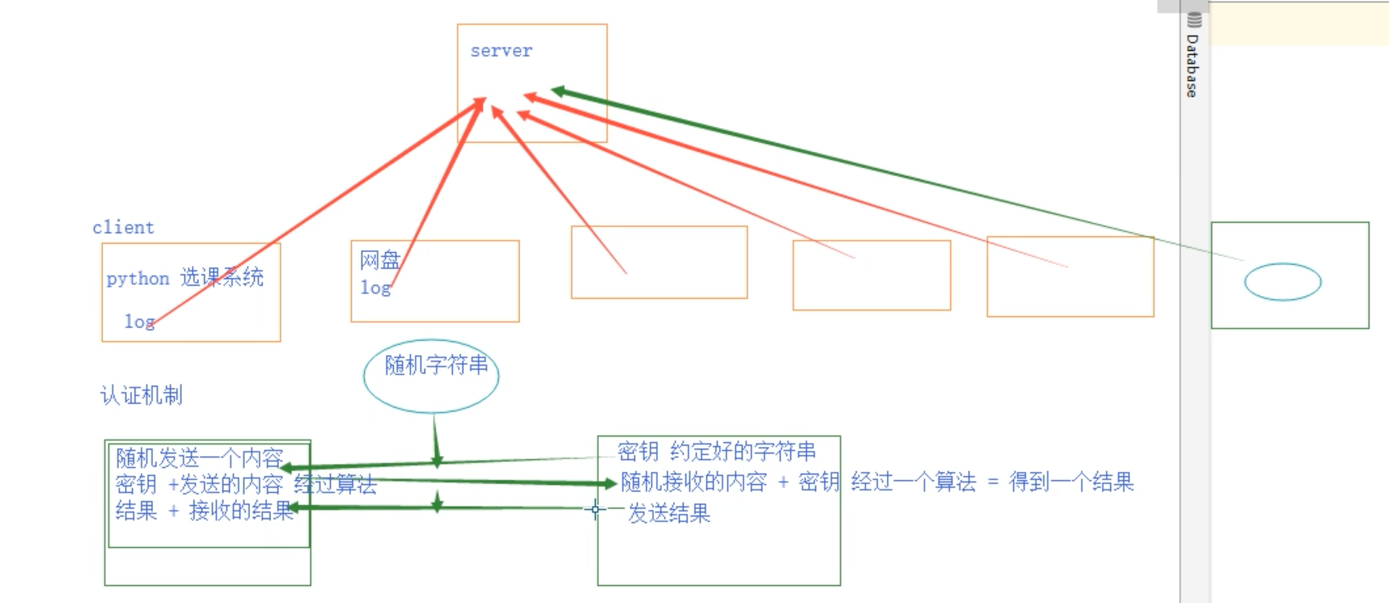 server
Database
client
python 选课系统
log
网盘
log
随机字符串
认证机制
随机发送一个内容
密钥 +发送的内容 经过算法
结果 + 接收的结果
密钥 约定好的字符串
随机接收的内容 + 密钥 经过一个算法 = 得到一个结果
发送结果